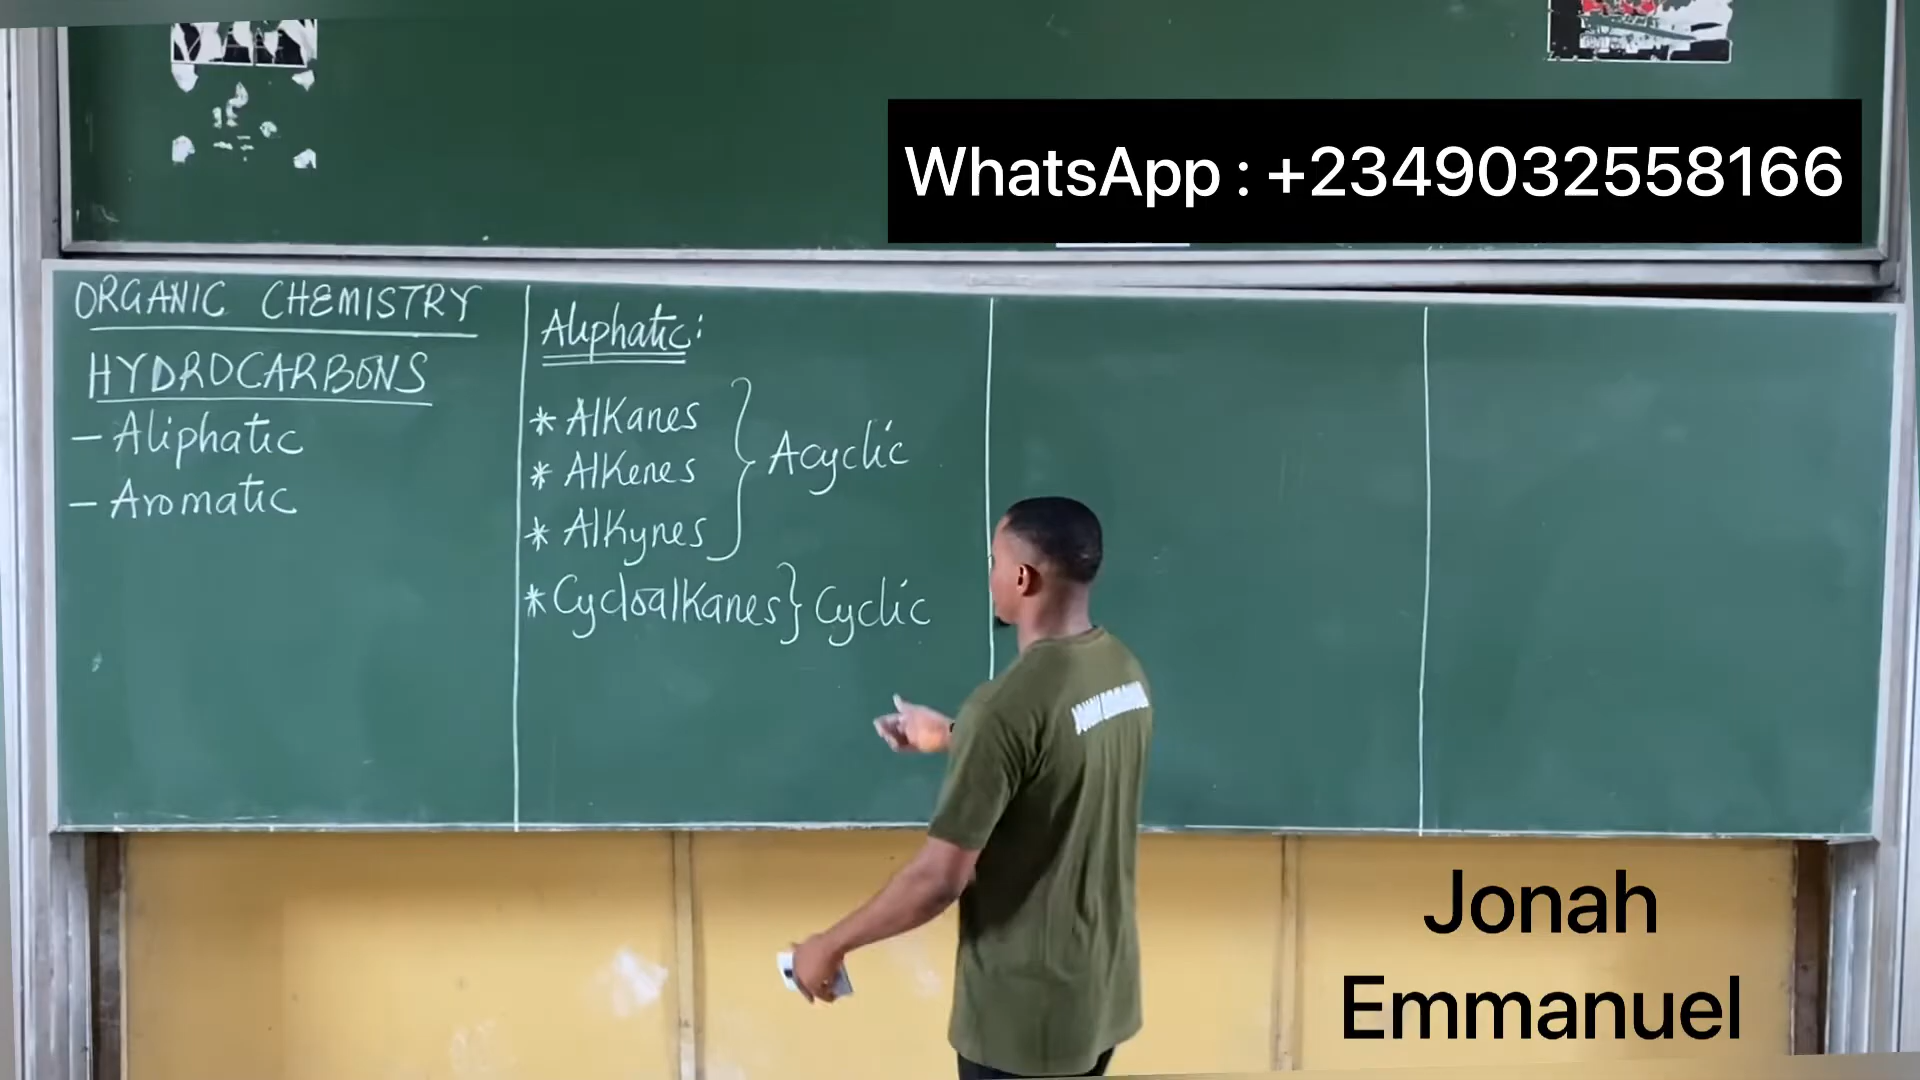 WhatsApp : +2349032558166
ORGANIC CHEMISTRY
HYDROCARBONS
- Aliphatic
- Aromatic
Aliphatic:
* Alkanes
* Alkenes
* Alkynes
} Acyclic
* Cycloalkanes } Cyclic
Jonah
Emmanuel